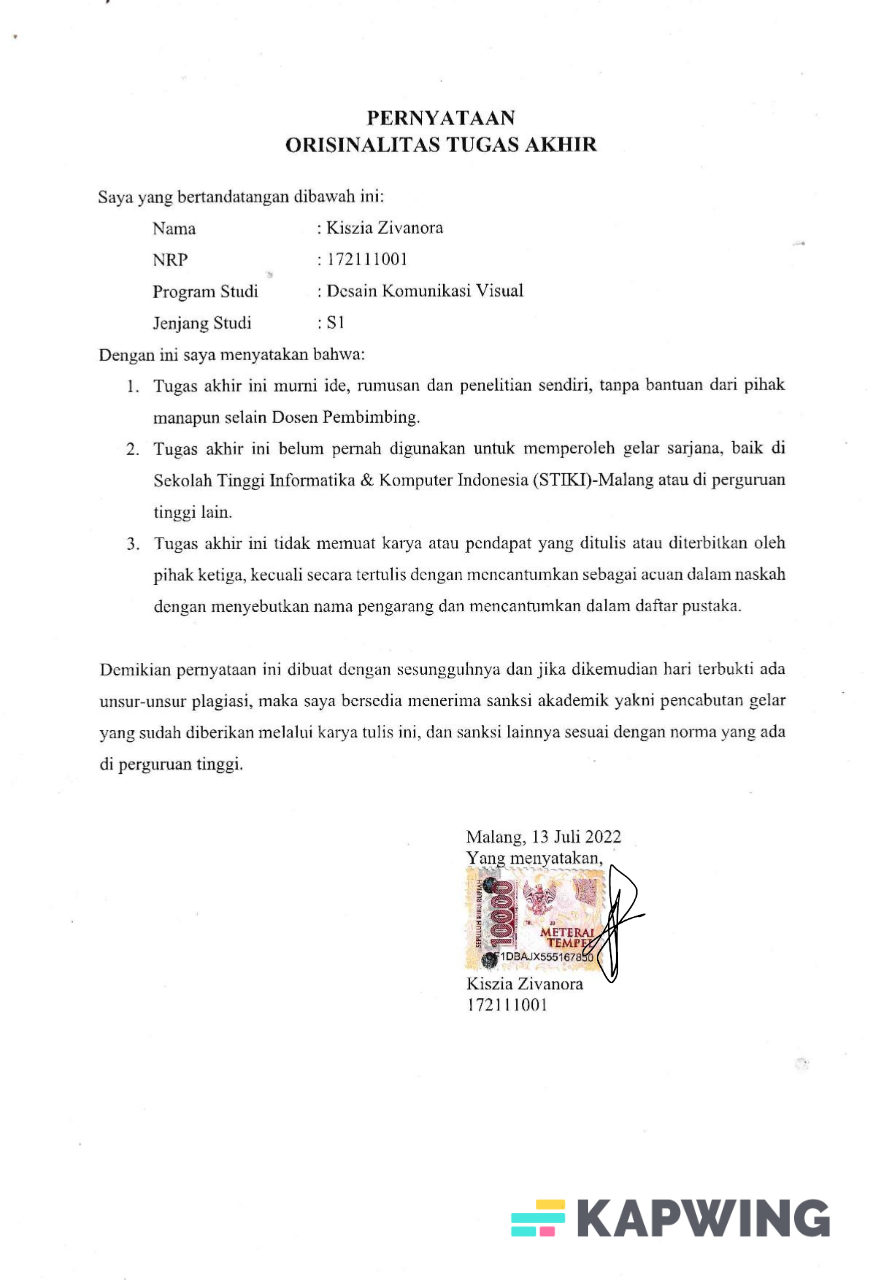 PERNYATAAN
ORISINALITAS TUGAS AKHIR
Saya yang bertandatangan dibawah ini:
Nama : Kiszia Zivanora
NRP : 172111001
Program Studi : Desain Komunikasi Visual
Jenjang Studi : S1
Dengan ini saya menyatakan bahwa:
1. Tugas akhir ini murni ide, rumusan dan penelitian sendiri, tanpa bantuan dari pihak
manapun selain Dosen Pembimbing.
2. Tugas akhir ini belum pernah digunakan untuk memperoleh gelar sarjana, baik di
Sekolah Tinggi Informatika & Komputer Indonesia (STIKI)-Malang atau di perguruan
tinggi lain.
3. Tugas akhir ini tidak memuat karya atau pendapat yang ditulis atau diterbitkan oleh
pihak ketiga, kecuali secara tertulis dengan mencantumkan sebagai acuan dalam naskah
dengan menyebutkan nama pengarang dan mencantumkan dalam daftar pustaka.
Demikian pernyataan ini dibuat dengan sesungguhnya dan jika dikemudian hari terbukti ada
unsur-unsur plagiasi, maka saya bersedia menerima sanksi akademik yakni pencabutan gelar
yang sudah diberikan melalui karya tulis ini, dan sanksi lainnya sesuai dengan norma yang ada
di perguruan tinggi.
Malang, 13 Juli 2022
Yang menyatakan,
SEPULUH RIBU RUPIAH
10000
METERAI
TEMPEL
1DBAJX555167850
Kiszia Zivanora
172111001
KAPWING